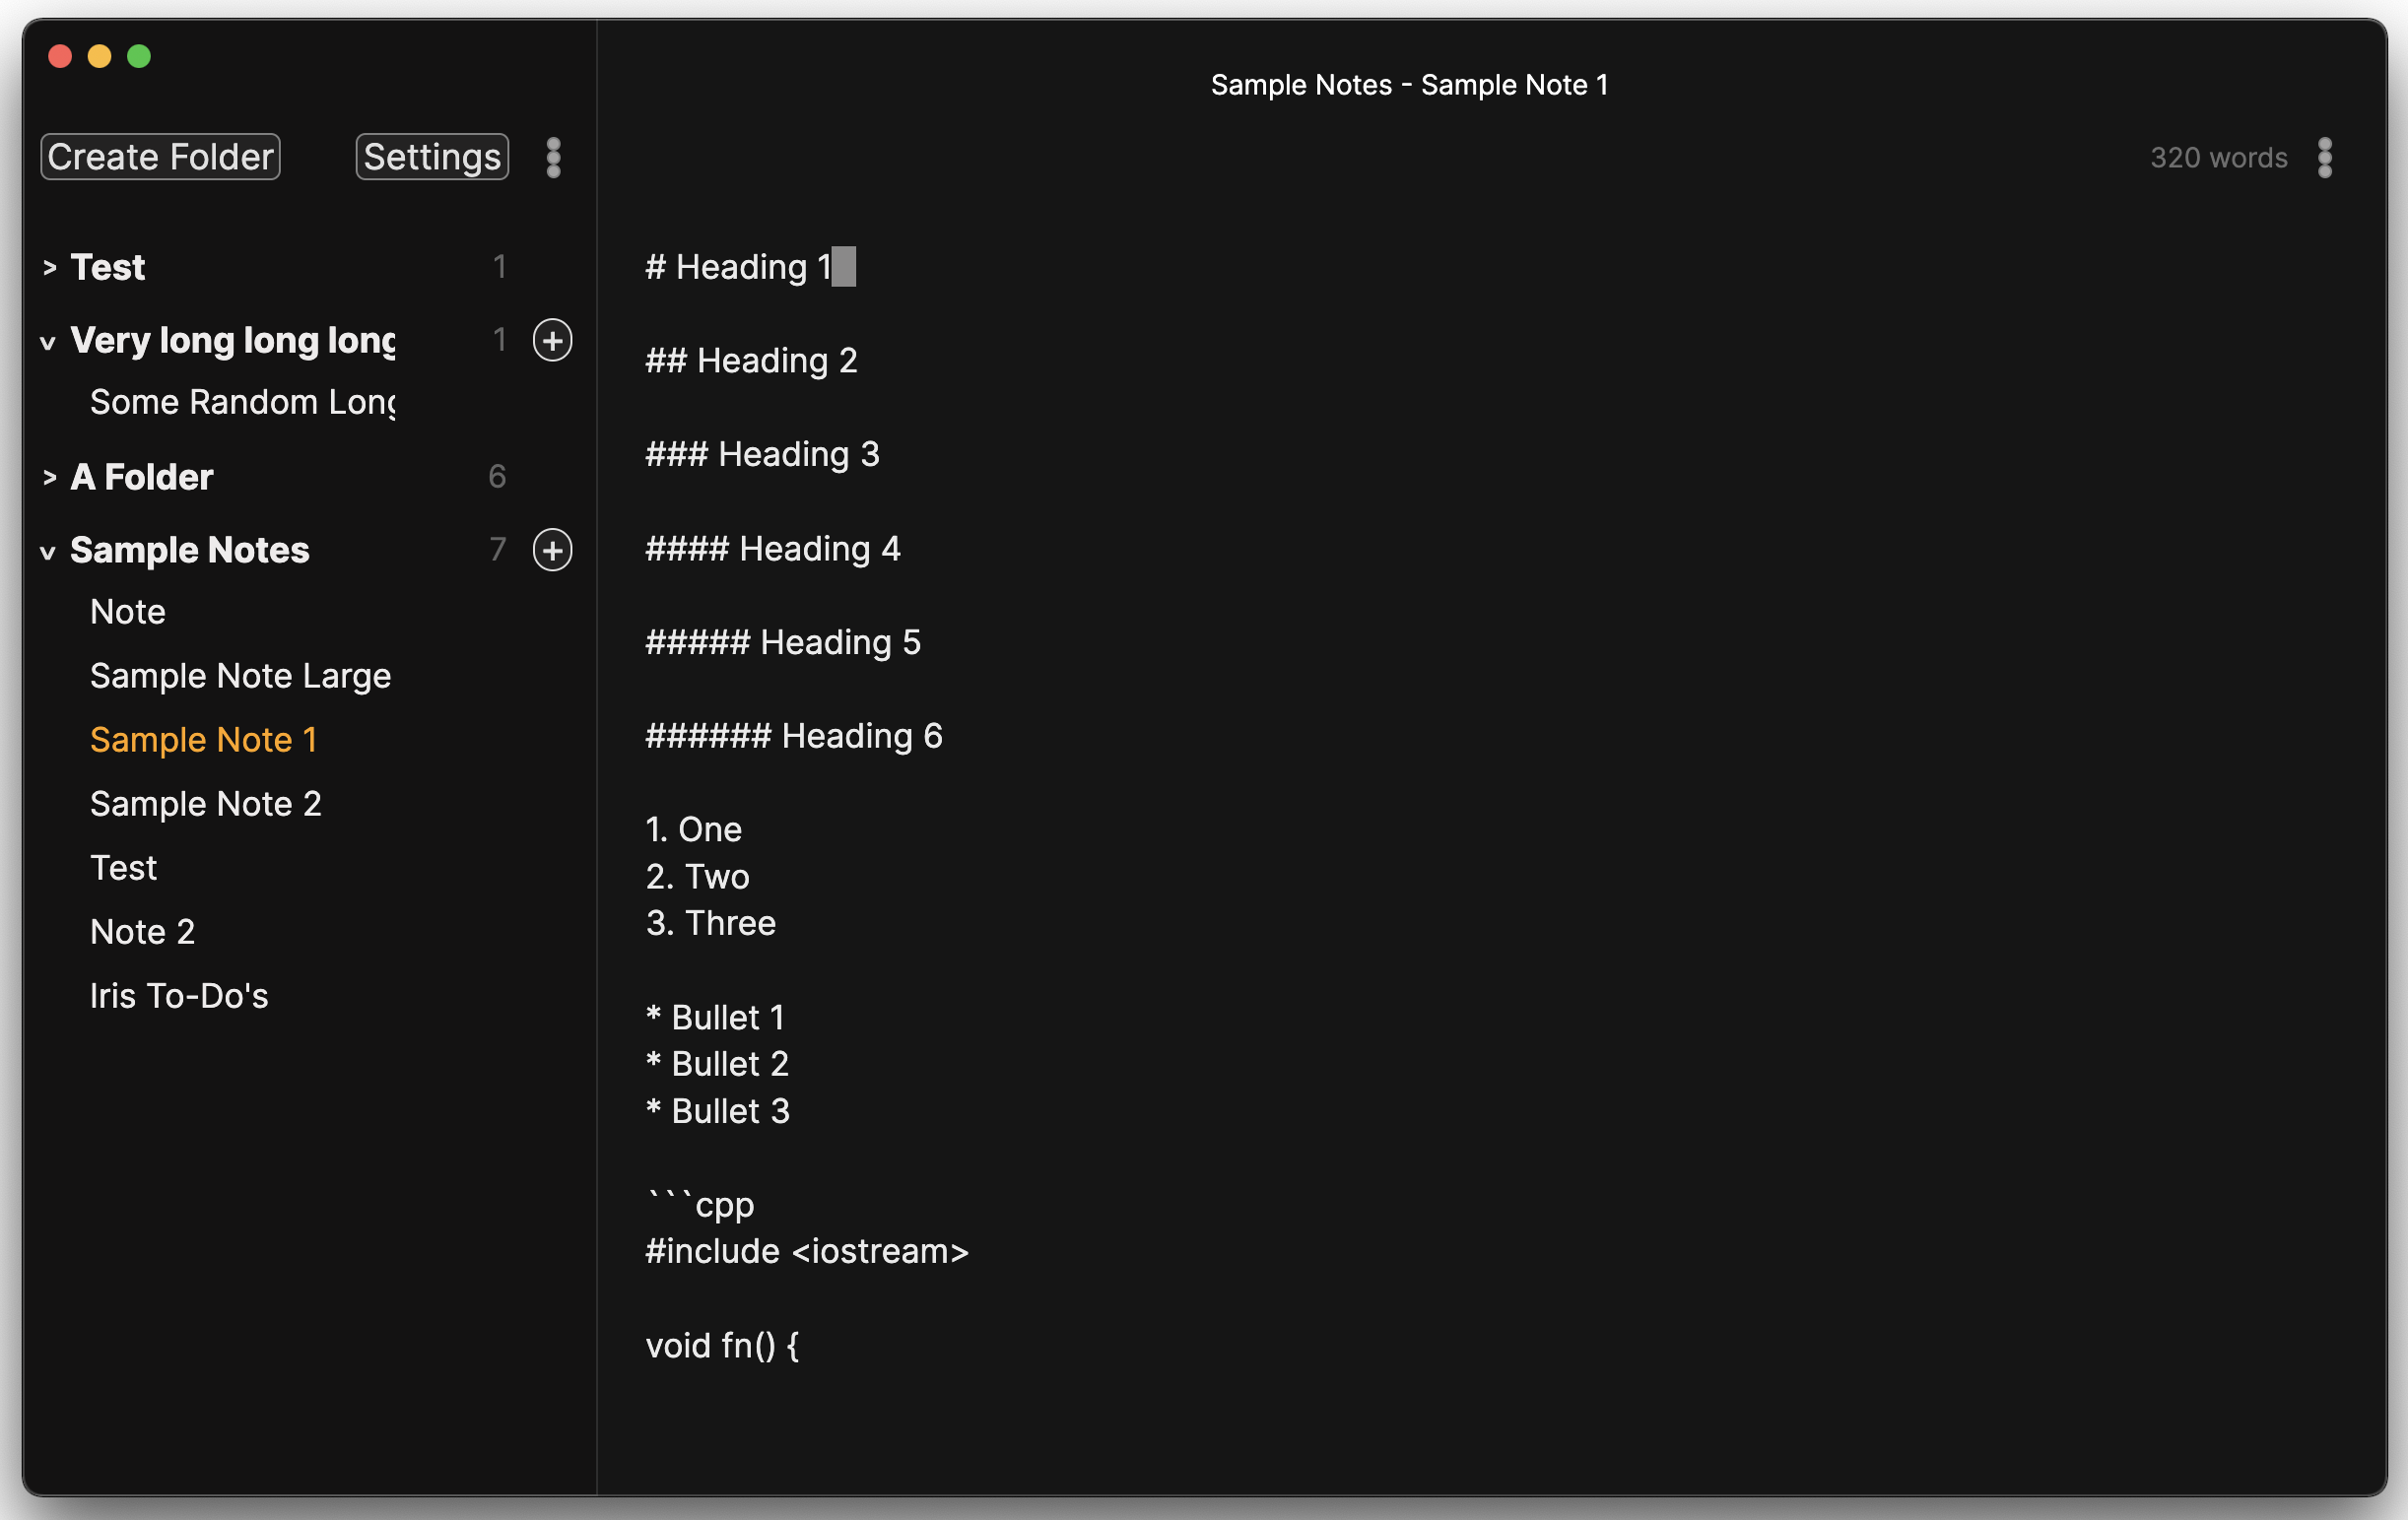 Sample Notes - Sample Note 1
Create Folder
Settings
320 words
> Test 1
v Very long long long 1 +
Some Random Long
> A Folder 6
v Sample Notes 7 +
Note
Sample Note Large
Sample Note 1
Sample Note 2
Test
Note 2
Iris To-Do's
# Heading 1
## Heading 2
### Heading 3
#### Heading 4
##### Heading 5
###### Heading 6
1. One
2. Two
3. Three
* Bullet 1
* Bullet 2
* Bullet 3
```cpp
#include <iostream>
void fn() {